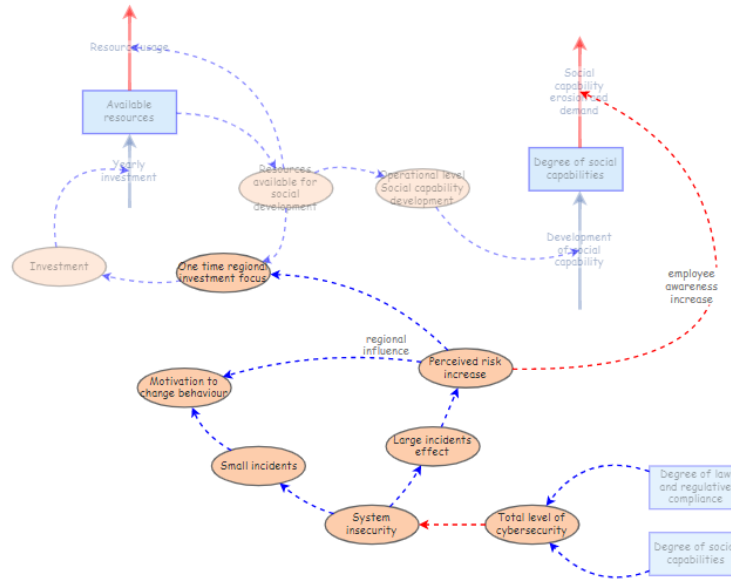 Resource usage
Available
resources
Yearly
investment
Investment
Resources
available for
social
development
Operational level
Social capability
development
Social
capability
erosion and
demand
Degree of social
capabilities
Development
of social
capability
One time regional
investment focus
employee
awareness
increase
regional
influence
Perceived risk
increase
Motivation to
change behaviour
Large incidents
effect
Small incidents
System
insecurity
Total level of
cybersecurity
Degree of law
and regulative
compliance
Degree of social
capabilities